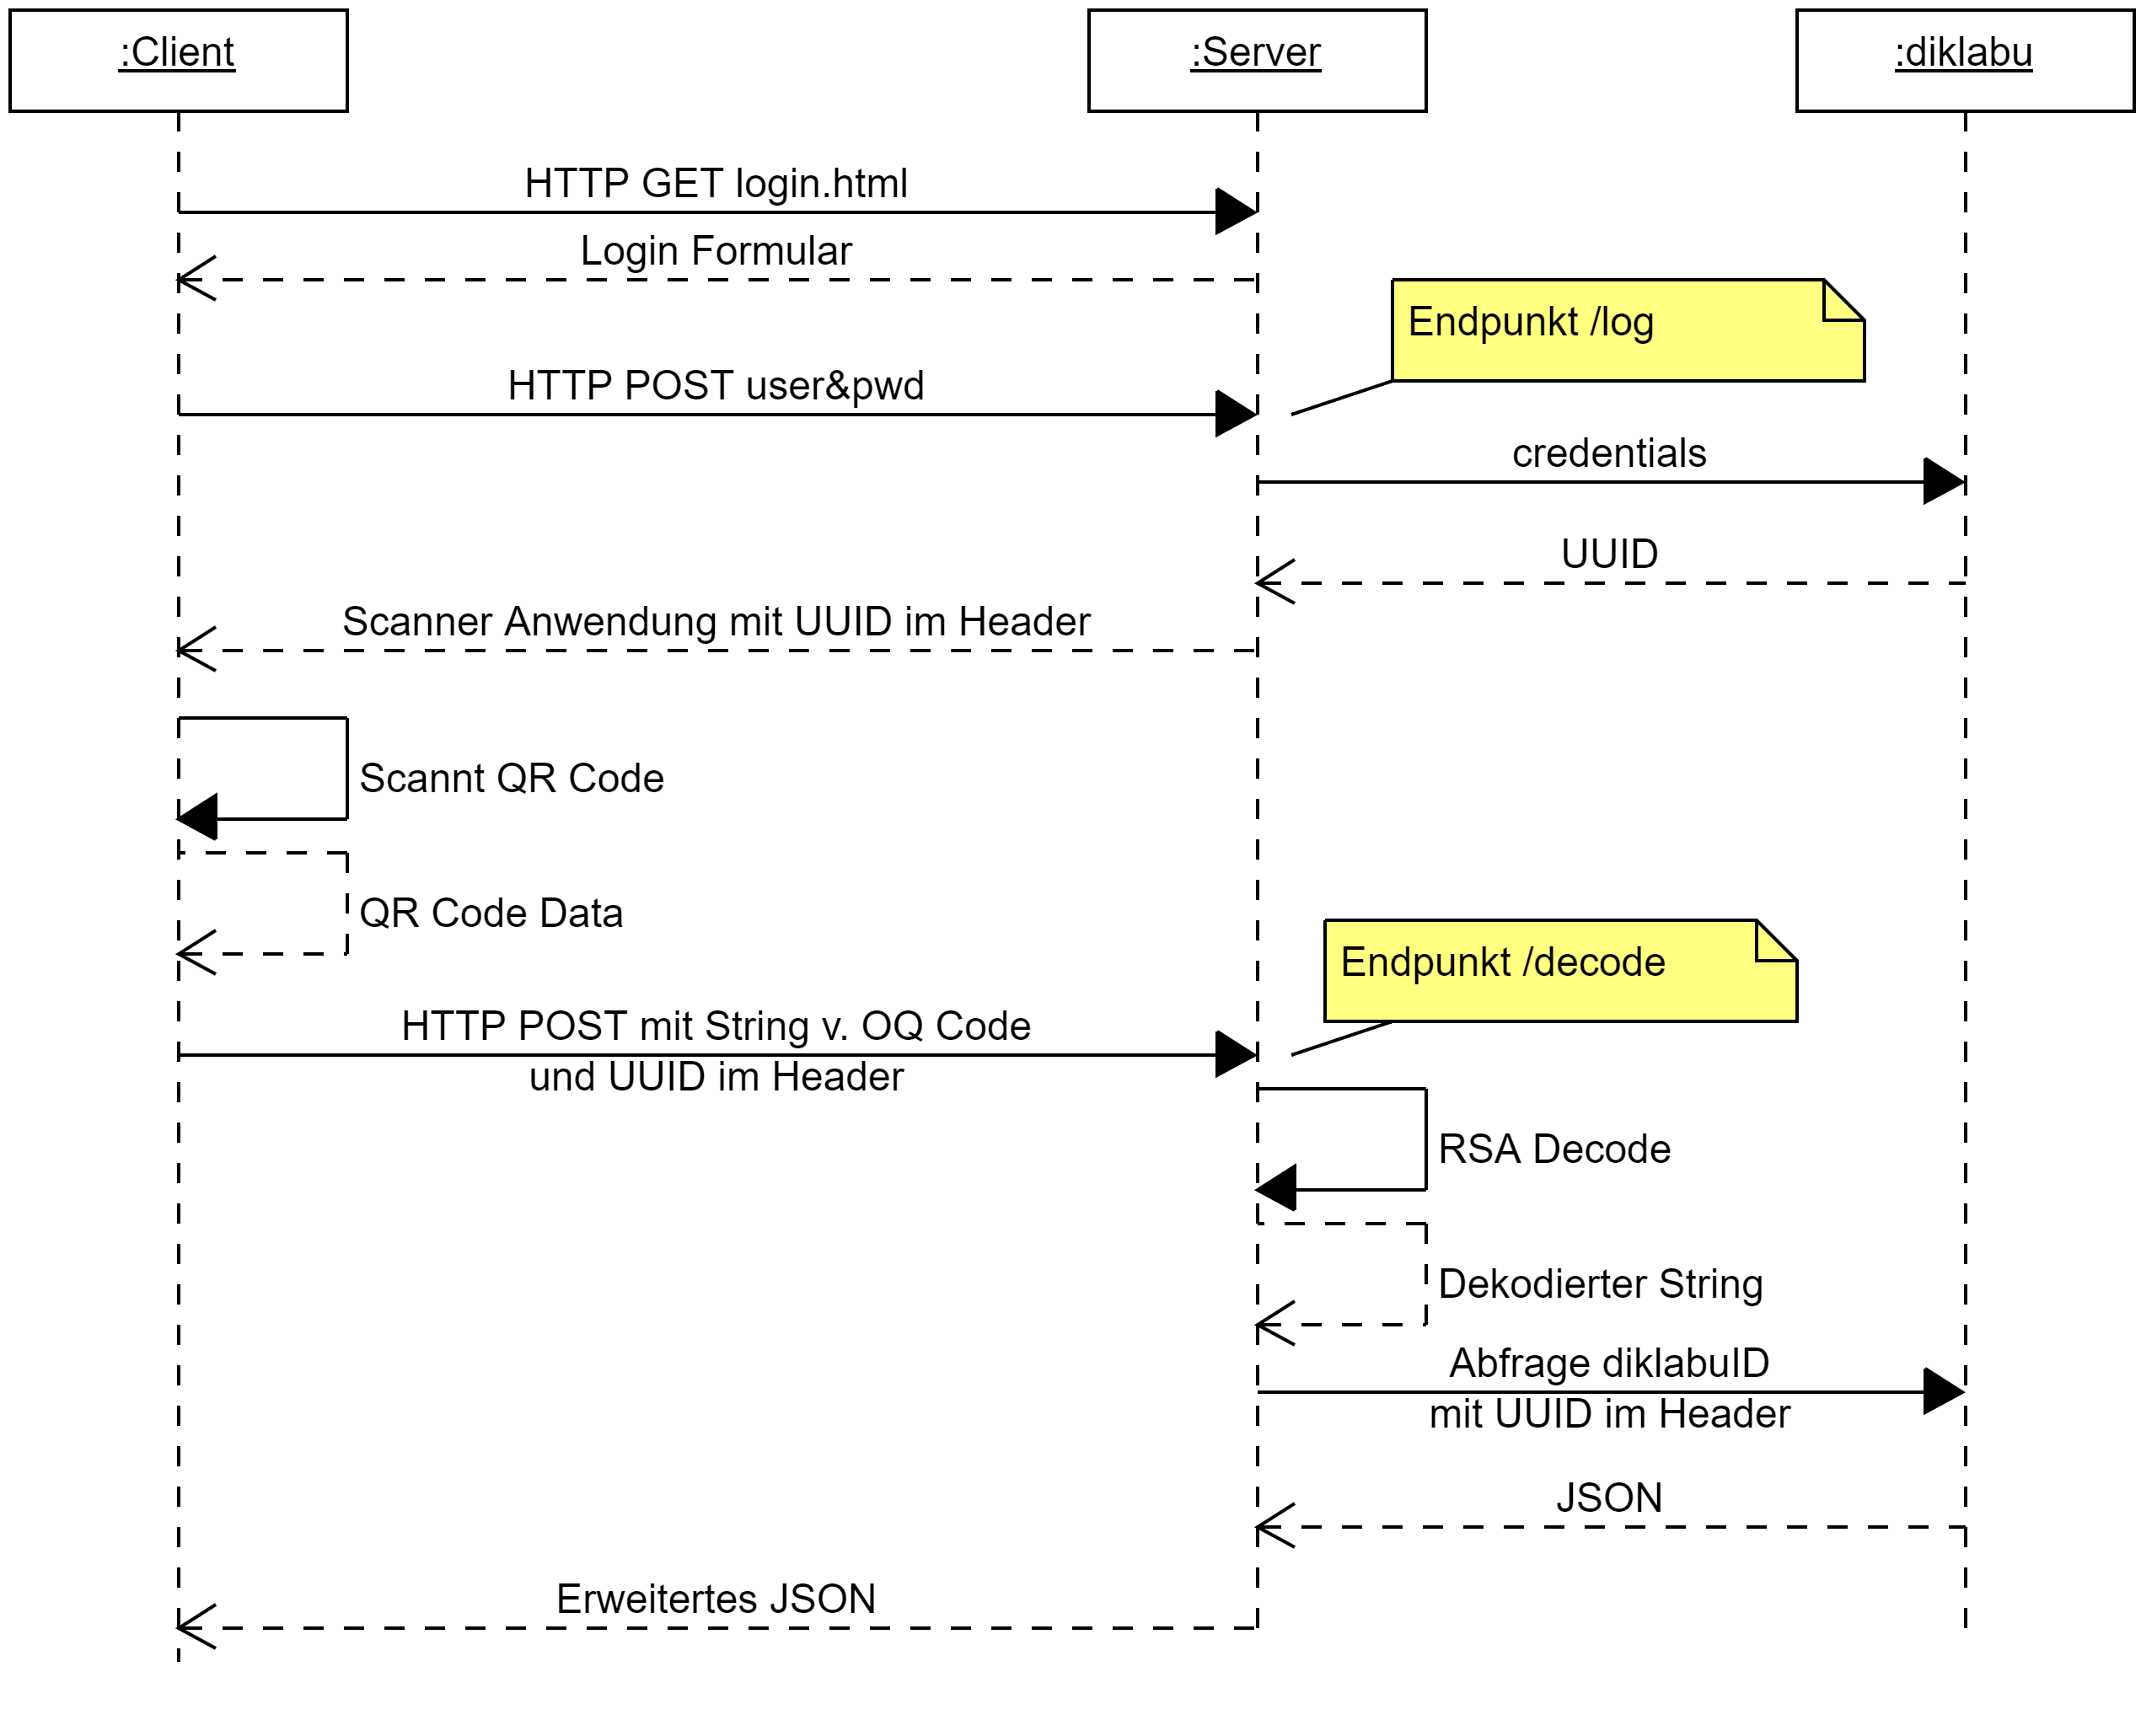 :Client
:Server
:diklabu
HTTP GET login.html
Login Formular
Endpunkt /log
HTTP POST user&pwd
credentials
UUID
Scanner Anwendung mit UUID im Header
Scannt QR Code
QR Code Data
Endpunkt /decode
HTTP POST mit String v. OQ Code
und UUID im Header
RSA Decode
Dekodierter String
Abfrage diklabuID
mit UUID im Header
JSON
Erweitertes JSON